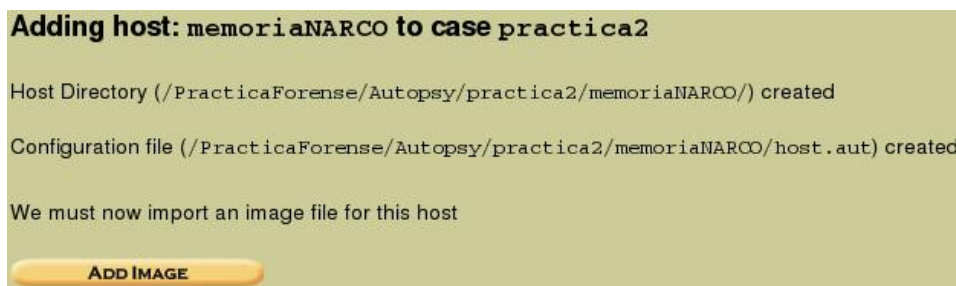 Adding host: memoriaNARCO to case practica2
Host Directory (/PracticaForense/Autopsy/practica2/memoriaNARCO/) created
Configuration file (/PracticaForense/Autopsy/practica2/memoriaNARCO/host.aut) created
We must now import an image file for this host
ADD IMAGE